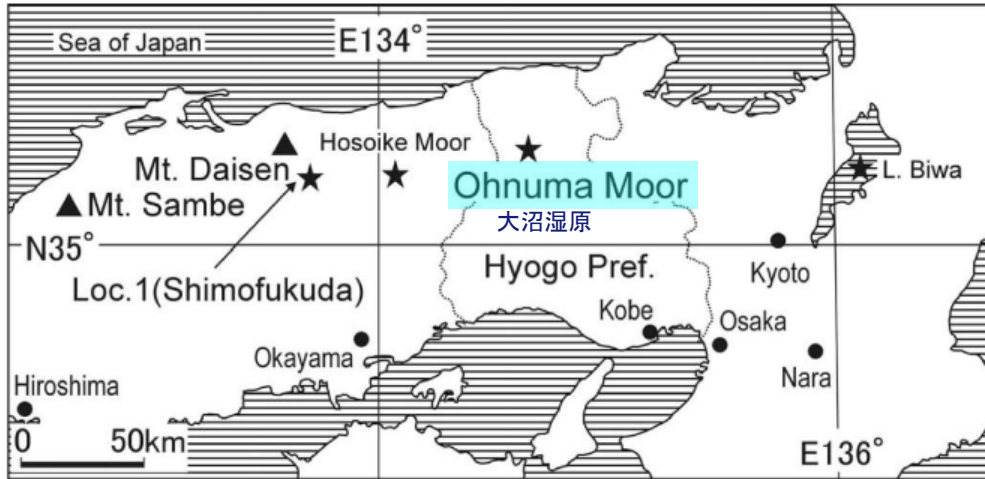 Sea of Japan
E134°
Hosoike Moor
Mt. Daisen
Ohnuma Moor
大沼湿原
L. Biwa
Mt. Sambe
N35°
Hyogo Pref.
Kyoto
Loc.1(Shimofukuda)
Kobe
Osaka
Okayama
Nara
Hiroshima
0 50km
E136°